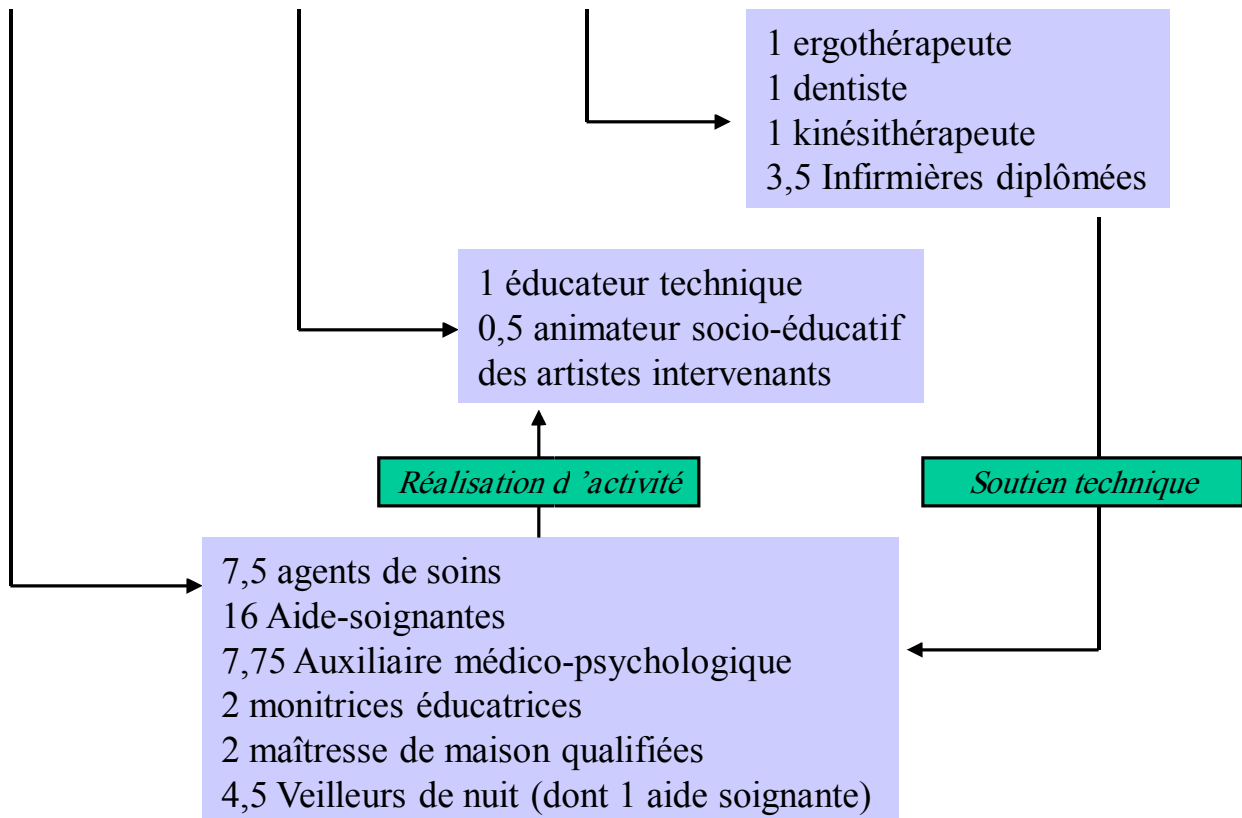 1 ergothérapeute
1 dentiste
1 kinésithérapeute
3,5 Infirmières diplômées
1 éducateur technique
0,5 animateur socio-éducatif
des artistes intervenants
Réalisation d ’activité
Soutien technique
7,5 agents de soins
16 Aide-soignantes
7,75 Auxiliaire médico-psychologique
2 monitrices éducatrices
2 maîtresse de maison qualifiées
4,5 Veilleurs de nuit (dont 1 aide soignante)